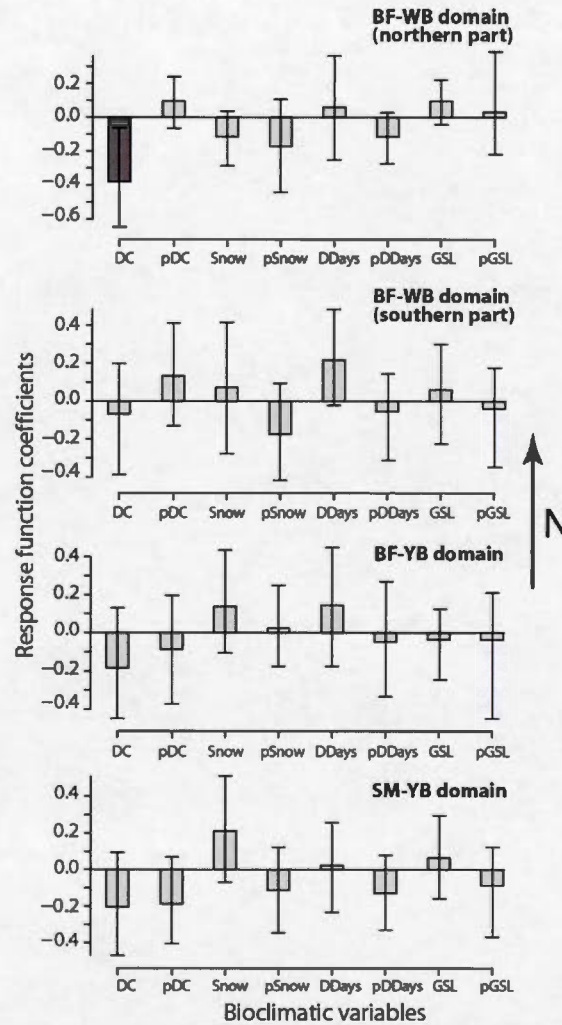 BF-WB domain
(northern part)
0.2
0.0
−0.2
−0.4
−0.6
DC pDC Snow pSnow DDays pDDays GSL pGSL
BF-WB domain
(southern part)
0.4
0.2
0.0
−0.2
−0.4
DC pDC Snow pSnow DDays pDDays GSL pGSL
N
BF-YB domain
0.4
0.2
0.0
−0.2
−0.4
DC pDC Snow pSnow DDays pDDays GSL pGSL
SM-YB domain
0.4
0.2
0.0
−0.2
−0.4
DC pDC Snow pSnow DDays pDDays GSL pGSL
Response function coefficients
Bioclimatic variables